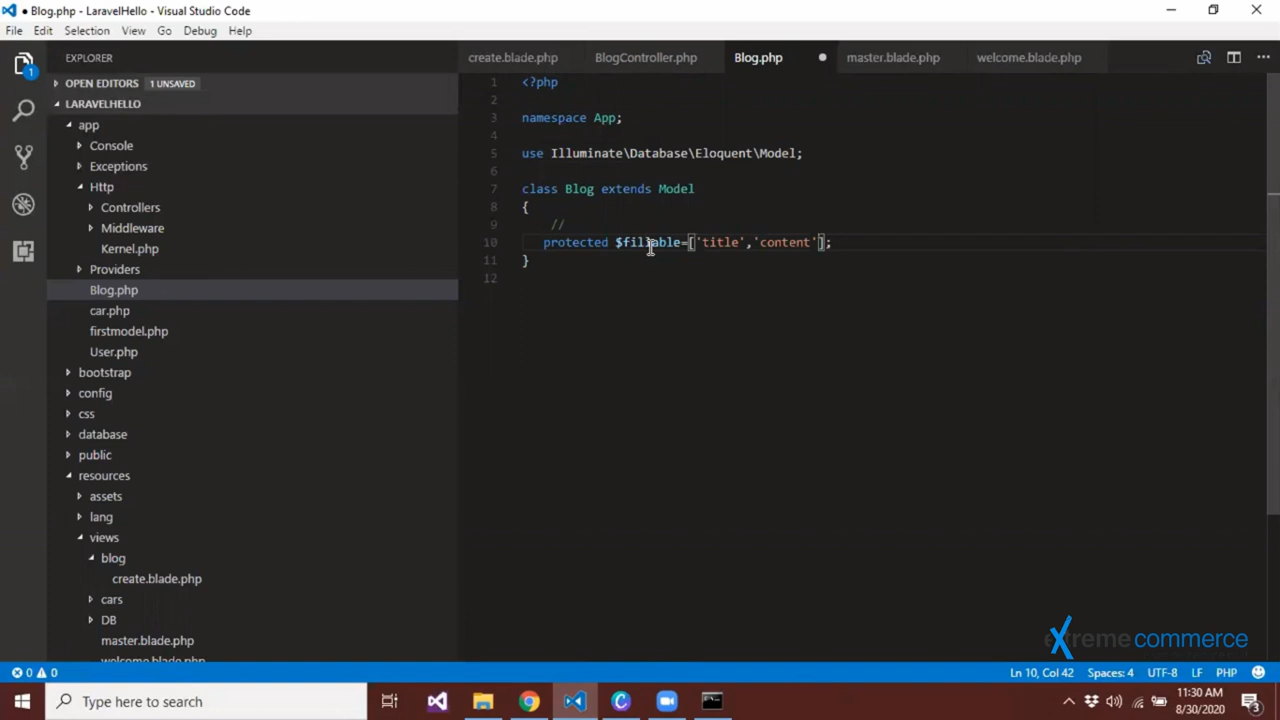 Blog.php - LaravelHello - Visual Studio Code
File Edit Selection View Go Debug Help
EXPLORER
OPEN EDITORS 1 UNSAVED
LARAVELHELLO
app
Console
Exceptions
Http
Controllers
Middleware
Kernel.php
Providers
Blog.php
car.php
firstmodel.php
User.php
bootstrap
config
css
database
public
resources
assets
lang
views
blog
create.blade.php
cars
DB
master.blade.php
welcome.blade.php
1
create.blade.php BlogController.php Blog.php master.blade.php welcome.blade.php
1 <?php
2
3 namespace App;
4
5 use Illuminate\Database\Eloquent\Model;
6
7 class Blog extends Model
8 {
9 //
10 protected $fillable=['title','content'];
11 }
12
extreme commerce
0 0 Ln 10, Col 42 Spaces: 4 UTF-8 LF PHP
Type here to search
11:30 AM
8/30/2020
3